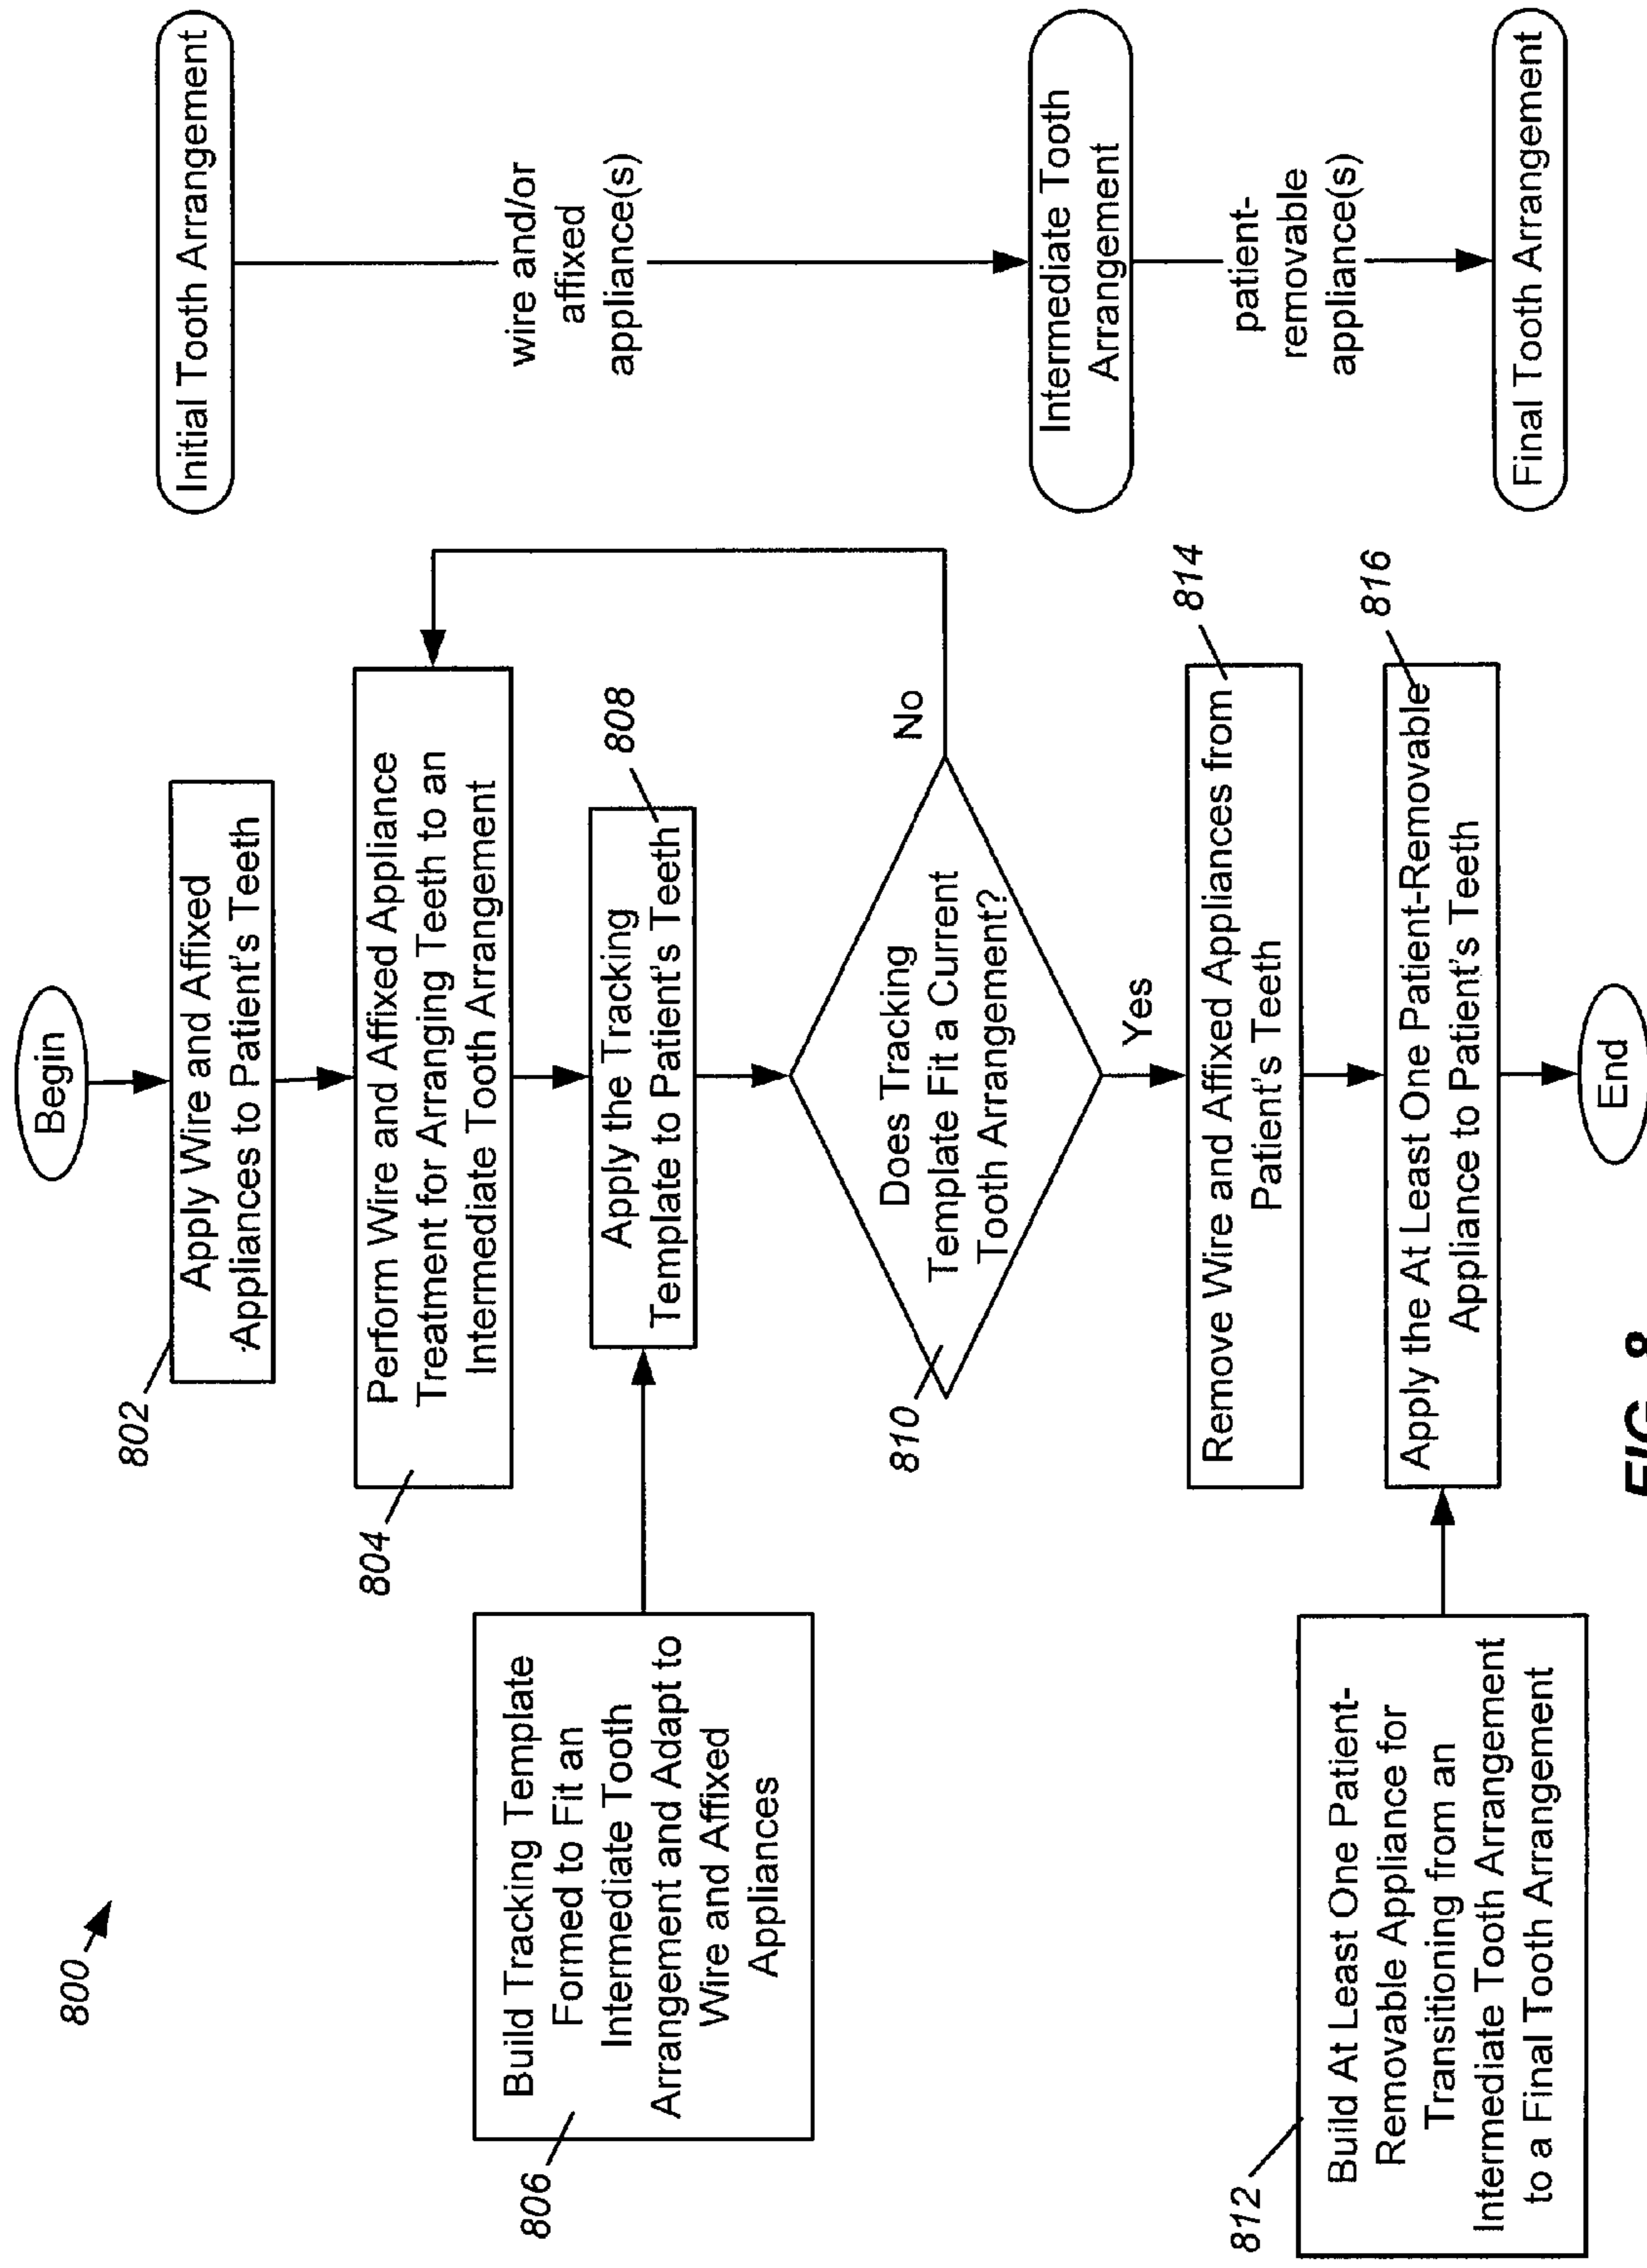 800
Begin
802
Apply Wire and Affixed
Appliances to Patient's Teeth
804
Perform Wire and Affixed Appliance
Treatment for Arranging Teeth to an
Intermediate Tooth Arrangement
806
Build Tracking Template
Formed to Fit an
Intermediate Tooth
Arrangement and Adapt to
Wire and Affixed
Appliances
808
Apply the Tracking
Template to Patient's Teeth
810
Does Tracking
Template Fit a Current
Tooth Arrangement?
No
Yes
814
Remove Wire and Affixed Appliances from
Patient's Teeth
812
Build At Least One Patient-
Removable Appliance for
Transitioning from an
Intermediate Tooth Arrangement
to a Final Tooth Arrangement
816
Apply the At Least One Patient-Removable
Appliance to Patient's Teeth
End
Initial Tooth Arrangement
wire and/or
affixed
appliance(s)
Intermediate Tooth
Arrangement
patient-
removable
appliance(s)
Final Tooth Arrangement
FIG. 8